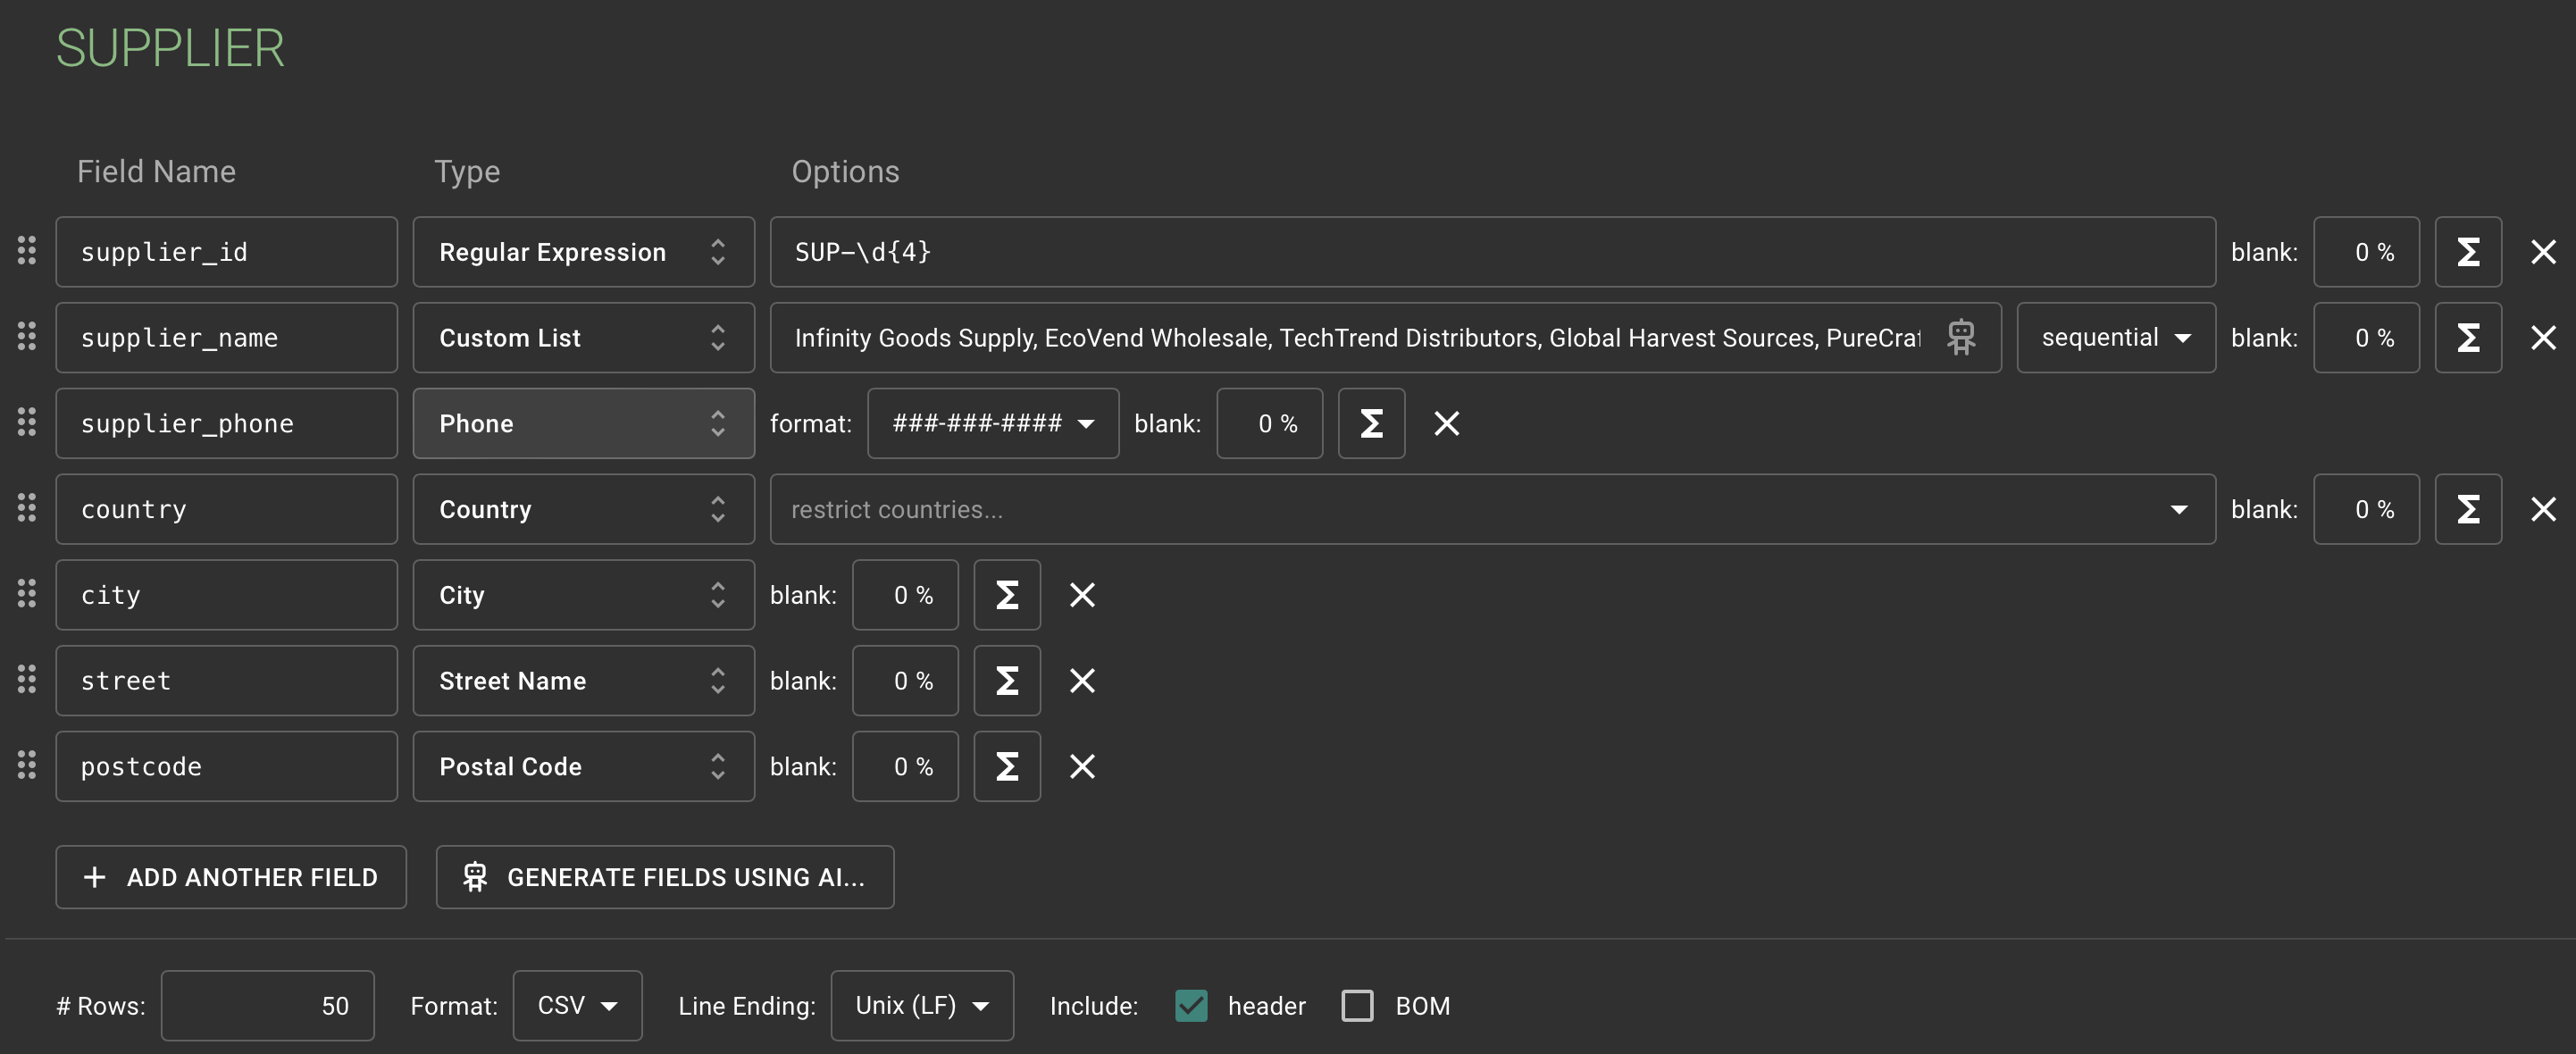 SUPPLIER
Field Name Type Options
supplier_id Regular Expression SUP-\d{4} blank: 0 % Σ
supplier_name Custom List Infinity Goods Supply, EcoVend Wholesale, TechTrend Distributors, Global Harvest Sources, PureCraf sequential blank: 0 % Σ
supplier_phone Phone format: ###-###-#### blank: 0 % Σ
country Country restrict countries... blank: 0 % Σ
city City blank: 0 % Σ
street Street Name blank: 0 % Σ
postcode Postal Code blank: 0 % Σ
+ ADD ANOTHER FIELD GENERATE FIELDS USING AI...
# Rows: 50 Format: CSV Line Ending: Unix (LF) Include: header BOM